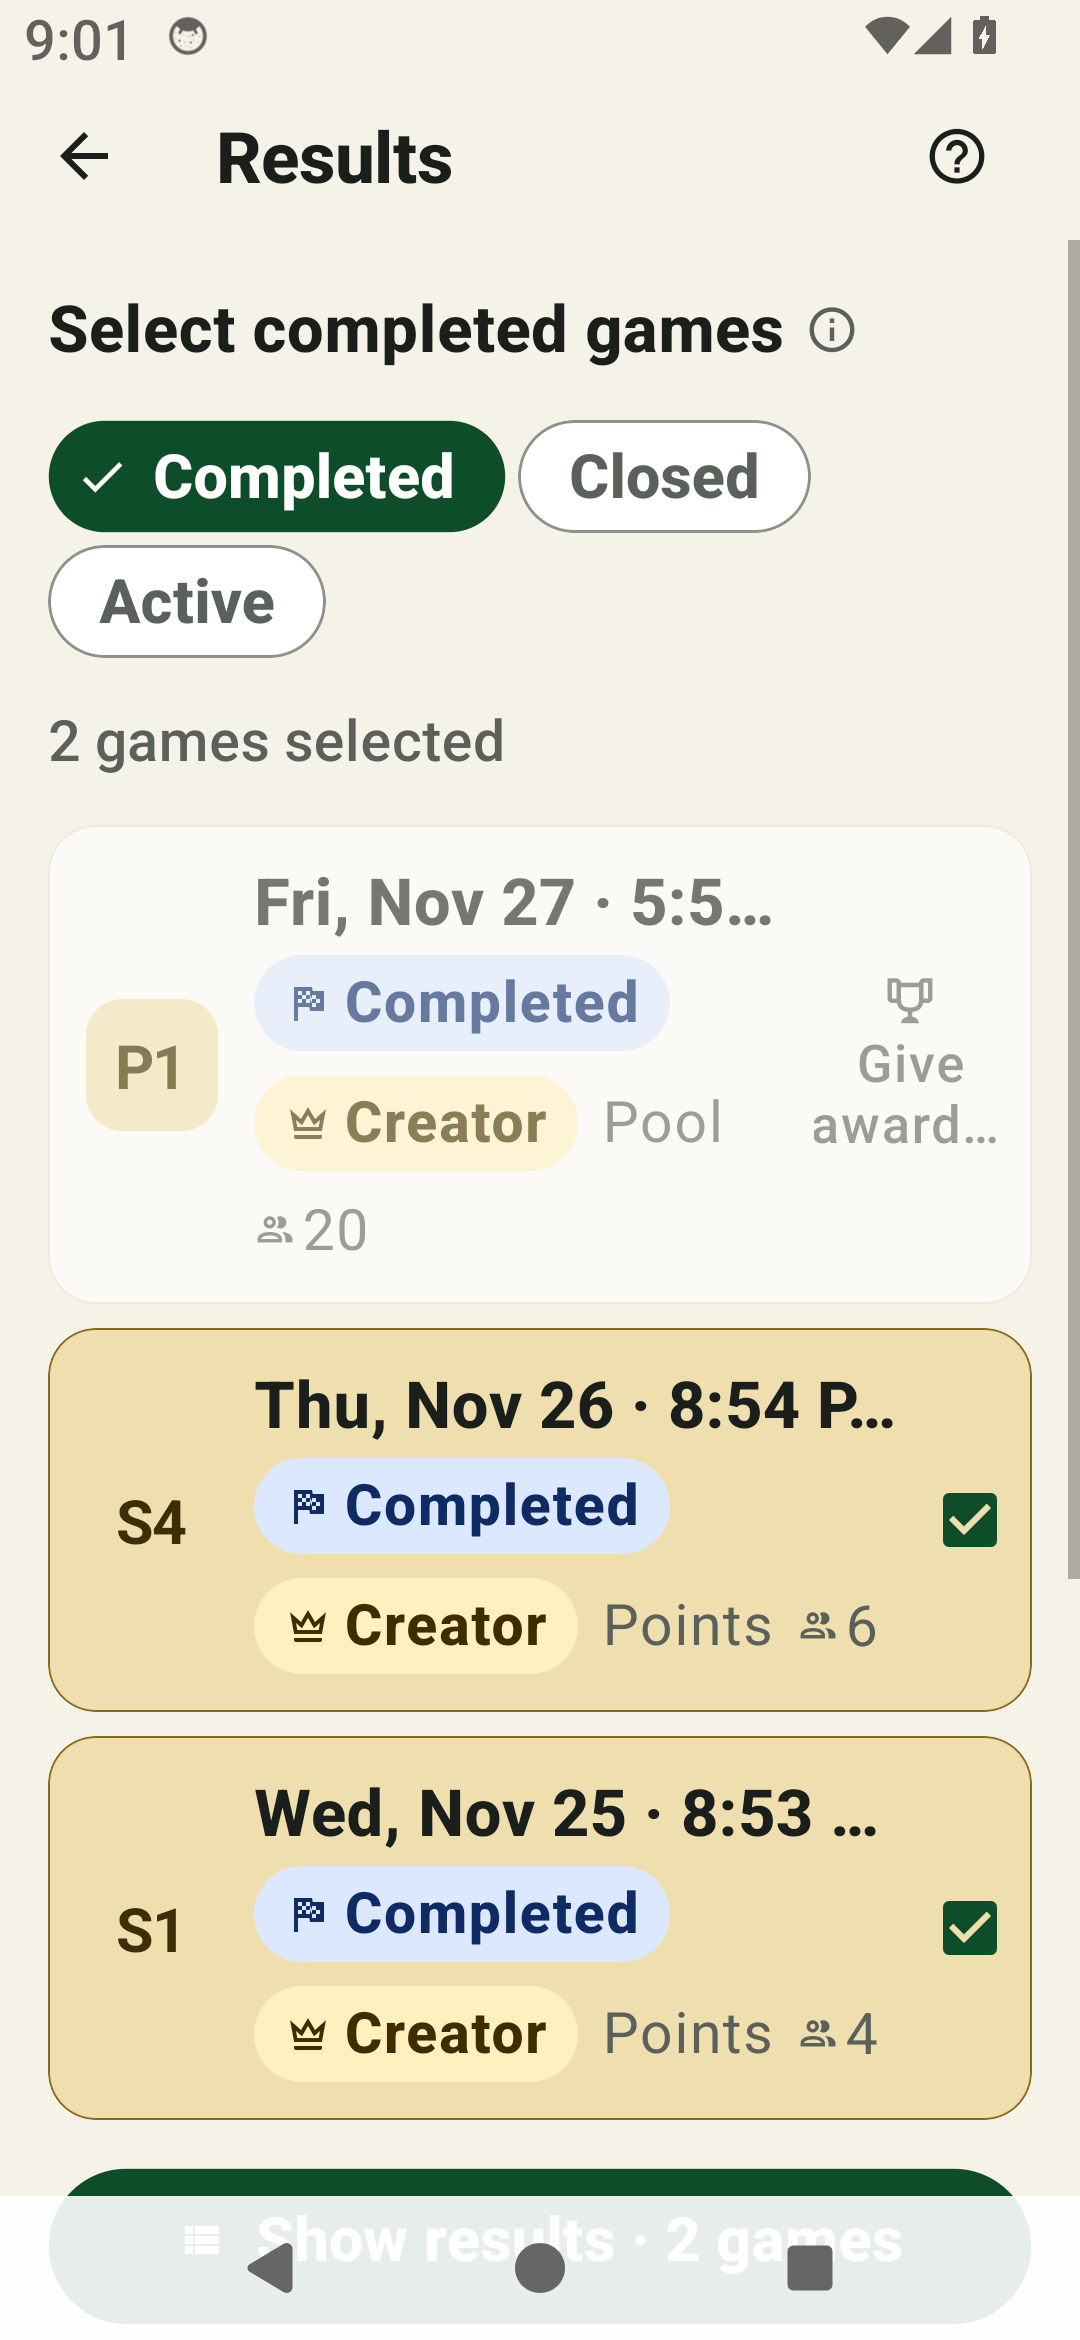 9:01
Results
Select completed games
Completed
Closed
Active
2 games selected
Fri, Nov 27 · 5:5…
P1
Completed
Creator
Pool
20
Give
award…
Thu, Nov 26 · 8:54 P…
S4
Completed
Creator
Points
6
Wed, Nov 25 · 8:53 …
S1
Completed
Creator
Points
4
Show results · 2 games